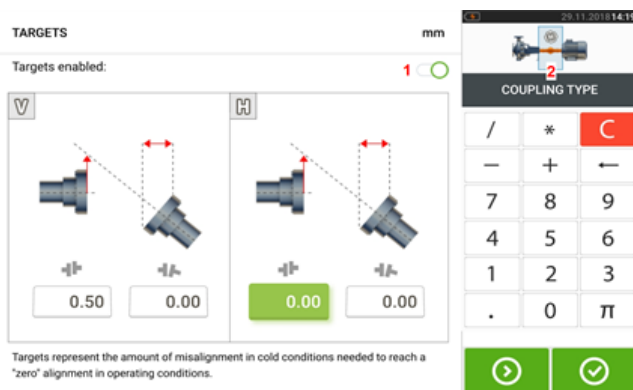 29.11.2018 14:19
TARGETS
mm
Targets enabled:
1
2
COUPLING TYPE
V
H
/
*
C
−
+
←
7
8
9
4
5
6
1
2
3
.
0
π
0.50
0.00
0.00
0.00
Targets represent the amount of misalignment in cold conditions needed to reach a
"zero" alignment in operating conditions.